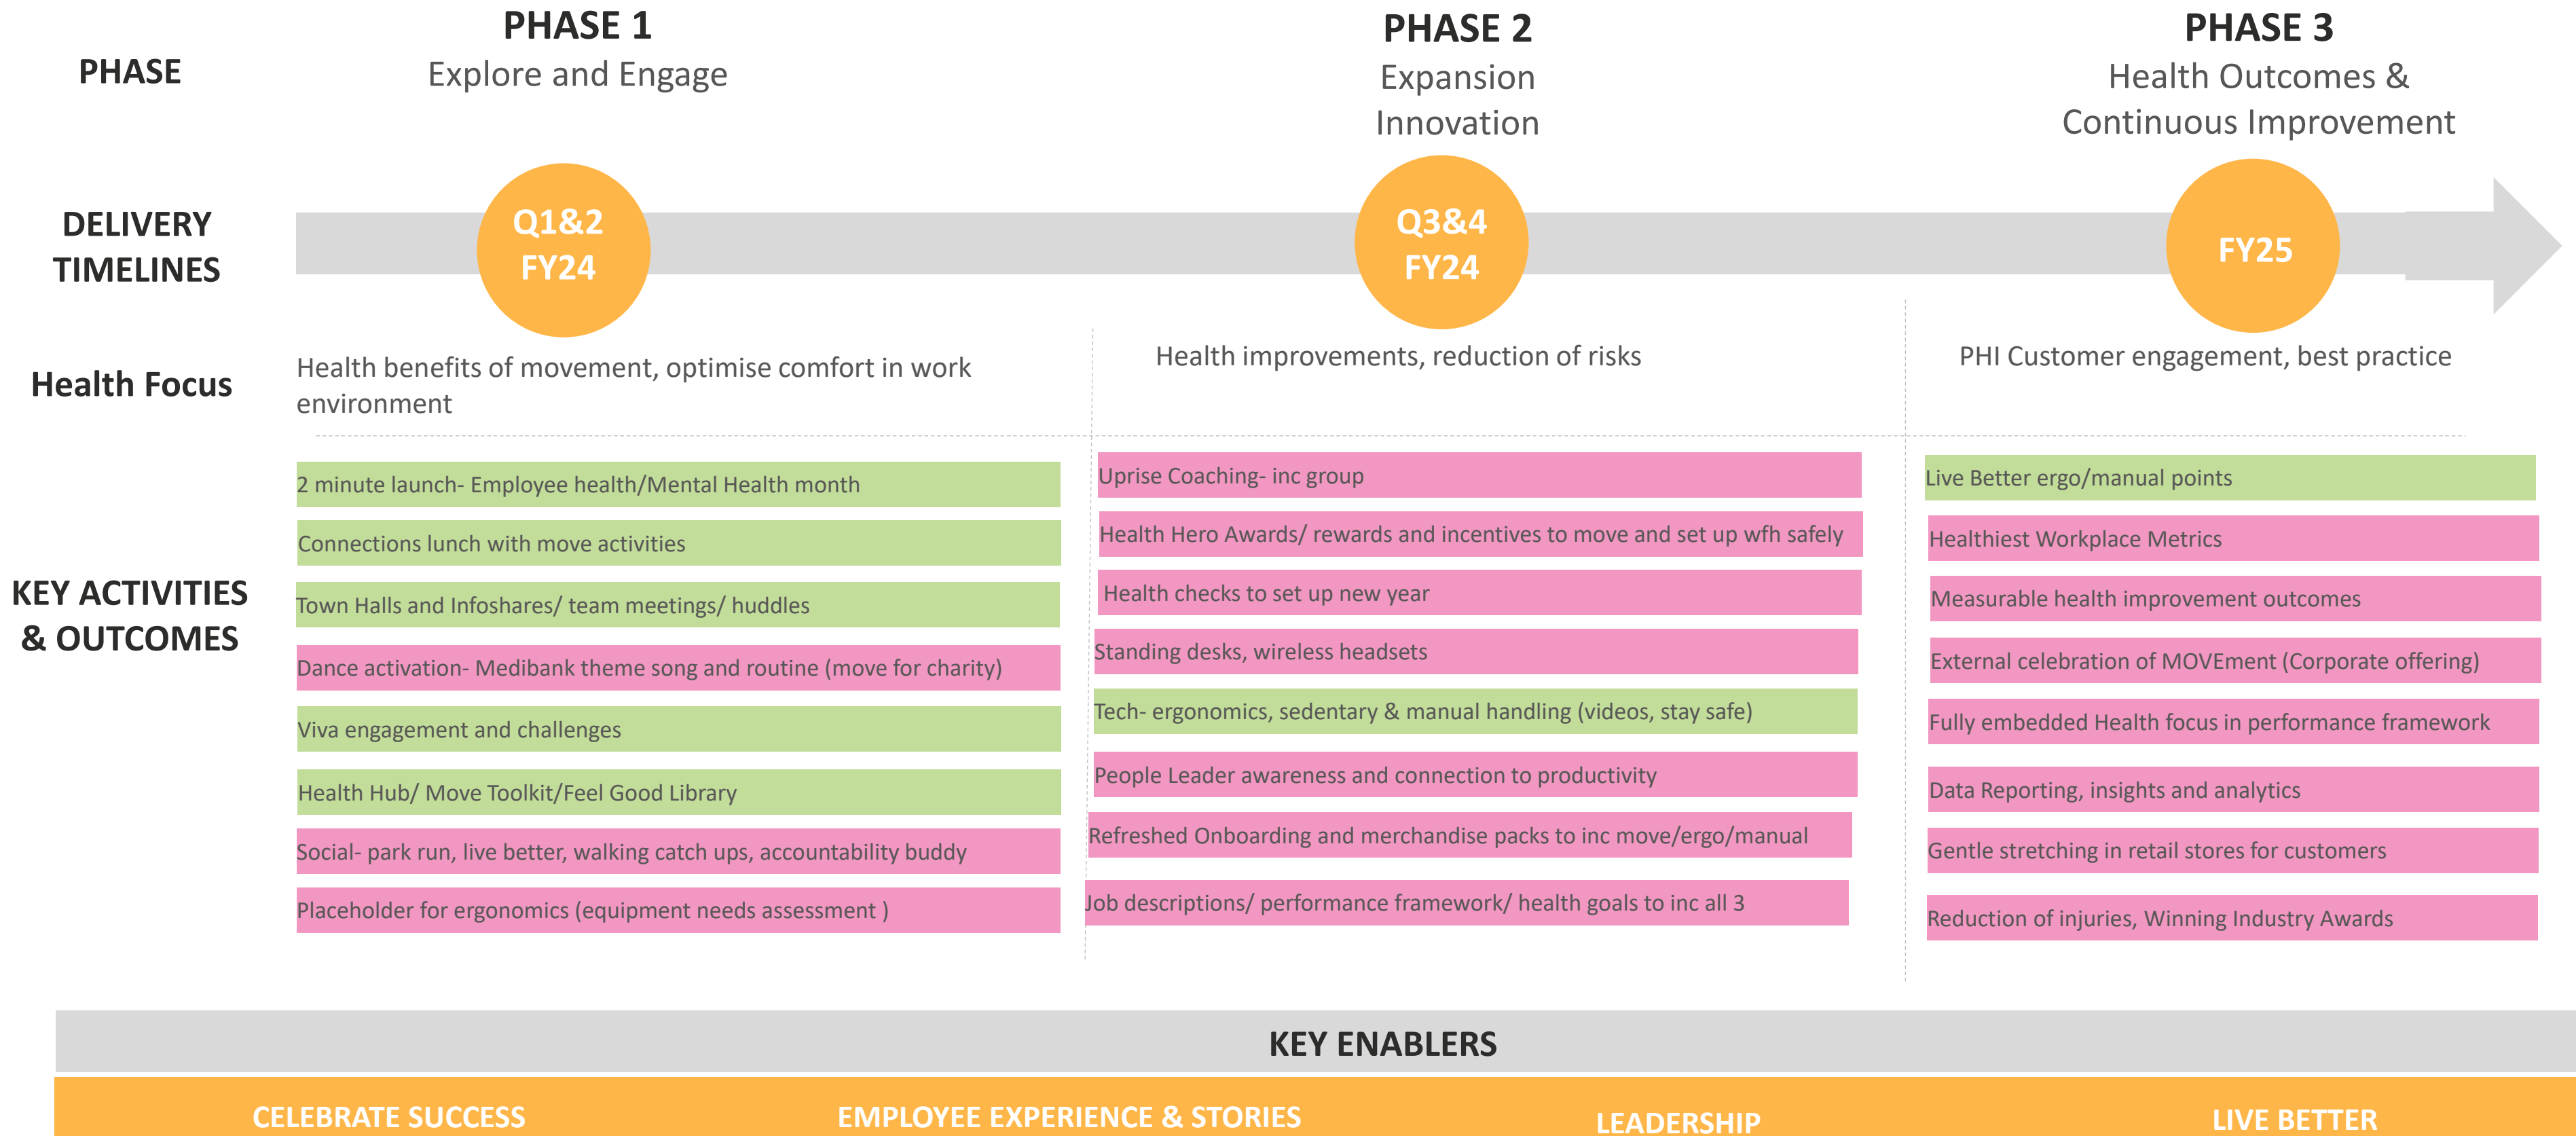 PHASE
PHASE 1
Explore and Engage
PHASE 2
Expansion
Innovation
PHASE 3
Health Outcomes &
Continuous Improvement
DELIVERY
TIMELINES
Q1&2
FY24
Q3&4
FY24
FY25
Health Focus
Health benefits of movement, optimise comfort in work
environment
Health improvements, reduction of risks
PHI Customer engagement, best practice
KEY ACTIVITIES
& OUTCOMES
2 minute launch- Employee health/Mental Health month
Connections lunch with move activities
Town Halls and Infoshares/ team meetings/ huddles
Dance activation- Medibank theme song and routine (move for charity)
Viva engagement and challenges
Health Hub/ Move Toolkit/Feel Good Library
Social- park run, live better, walking catch ups, accountability buddy
Placeholder for ergonomics (equipment needs assessment )
Uprise Coaching- inc group
Health Hero Awards/ rewards and incentives to move and set up wfh safely
Health checks to set up new year
Standing desks, wireless headsets
Tech- ergonomics, sedentary & manual handling (videos, stay safe)
People Leader awareness and connection to productivity
Refreshed Onboarding and merchandise packs to inc move/ergo/manual
Job descriptions/ performance framework/ health goals to inc all 3
Live Better ergo/manual points
Healthiest Workplace Metrics
Measurable health improvement outcomes
External celebration of MOVEment (Corporate offering)
Fully embedded Health focus in performance framework
Data Reporting, insights and analytics
Gentle stretching in retail stores for customers
Reduction of injuries, Winning Industry Awards
KEY ENABLERS
CELEBRATE SUCCESS
EMPLOYEE EXPERIENCE & STORIES
LEADERSHIP
LIVE BETTER